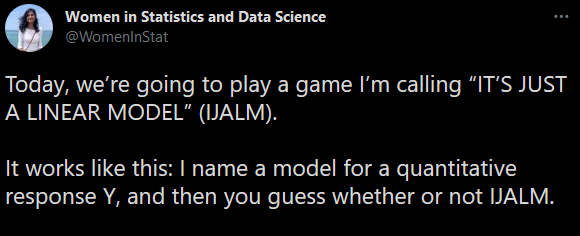 Women in Statistics and Data Science
@WomenInStat
Today, we're going to play a game I'm calling "IT'S JUST
A LINEAR MODEL" (IJALM).
It works like this: I name a model for a quantitative
response Y, and then you guess whether or not IJALM.